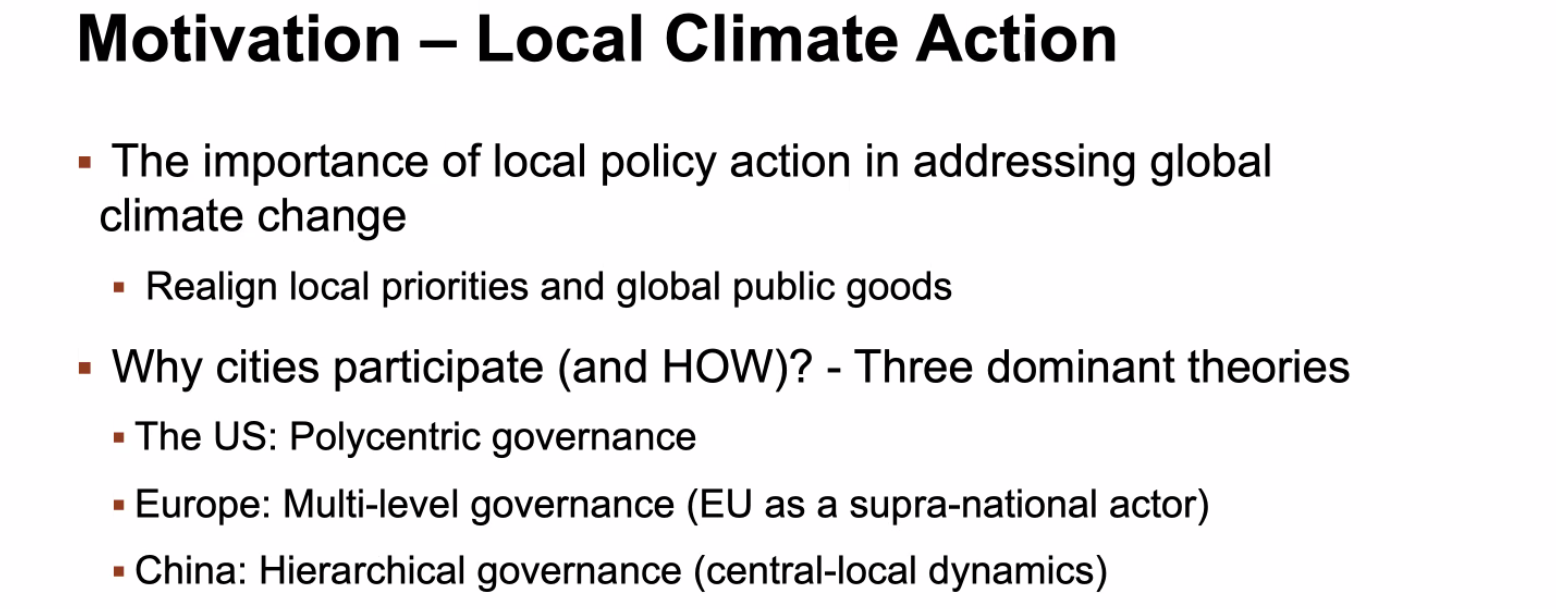 Motivation – Local Climate Action
▪ The importance of local policy action in addressing global
climate change
▪ Realign local priorities and global public goods
▪ Why cities participate (and HOW)? - Three dominant theories
▪ The US: Polycentric governance
▪ Europe: Multi-level governance (EU as a supra-national actor)
▪ China: Hierarchical governance (central-local dynamics)